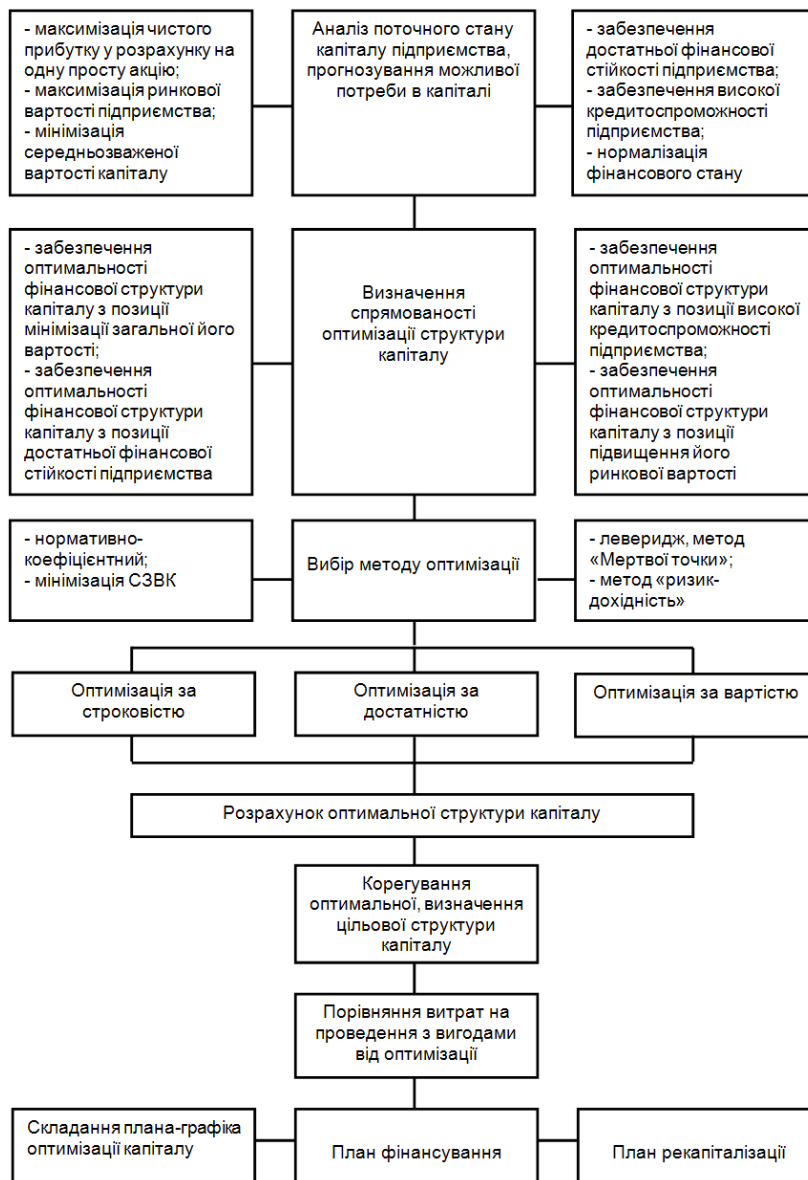 - максимізація чистого
прибутку у розрахунку на
одну просту акцію;
- максимізація ринкової
вартості підприємства;
- мінімізація
середньозваженої
вартості капіталу
Аналіз поточного стану
капіталу підприємства,
прогнозування можливої
потреби в капіталі
- забезпечення
достатньої фінансової
стійкості підприємства;
- забезпечення високої
кредитоспроможності
підприємства;
- нормалізація
фінансового стану
- забезпечення
оптимальності
фінансової структури
капіталу з позиції
мінімізації загальної його
вартості;
- забезпечення
оптимальності
фінансової структури
капіталу з позиції
достатньої фінансової
стійкості підприємства
Визначення
спрямованості
оптимізації структури
капіталу
- забезпечення
оптимальності
фінансової структури
капіталу з позиції високої
кредитоспроможності
підприємства;
- забезпечення
оптимальності
фінансової структури
капіталу з позиції
підвищення його
ринкової вартості
- нормативно-
коефіцієнтний;
- мінімізація СЗВК
Вибір методу оптимізації
- леверидж, метод
«Мертвої точки»;
- метод «ризик-
дохідність»
Оптимізація за
строковістю
Оптимізація за
достатністю
Оптимізація за вартістю
Розрахунок оптимальної структури капіталу
Корегування
оптимальної, визначення
цільової структури
капіталу
Порівняння витрат на
проведення з вигодами
від оптимізації
Складання плана-графіка
оптимізації капіталу
План фінансування
План рекапіталізації